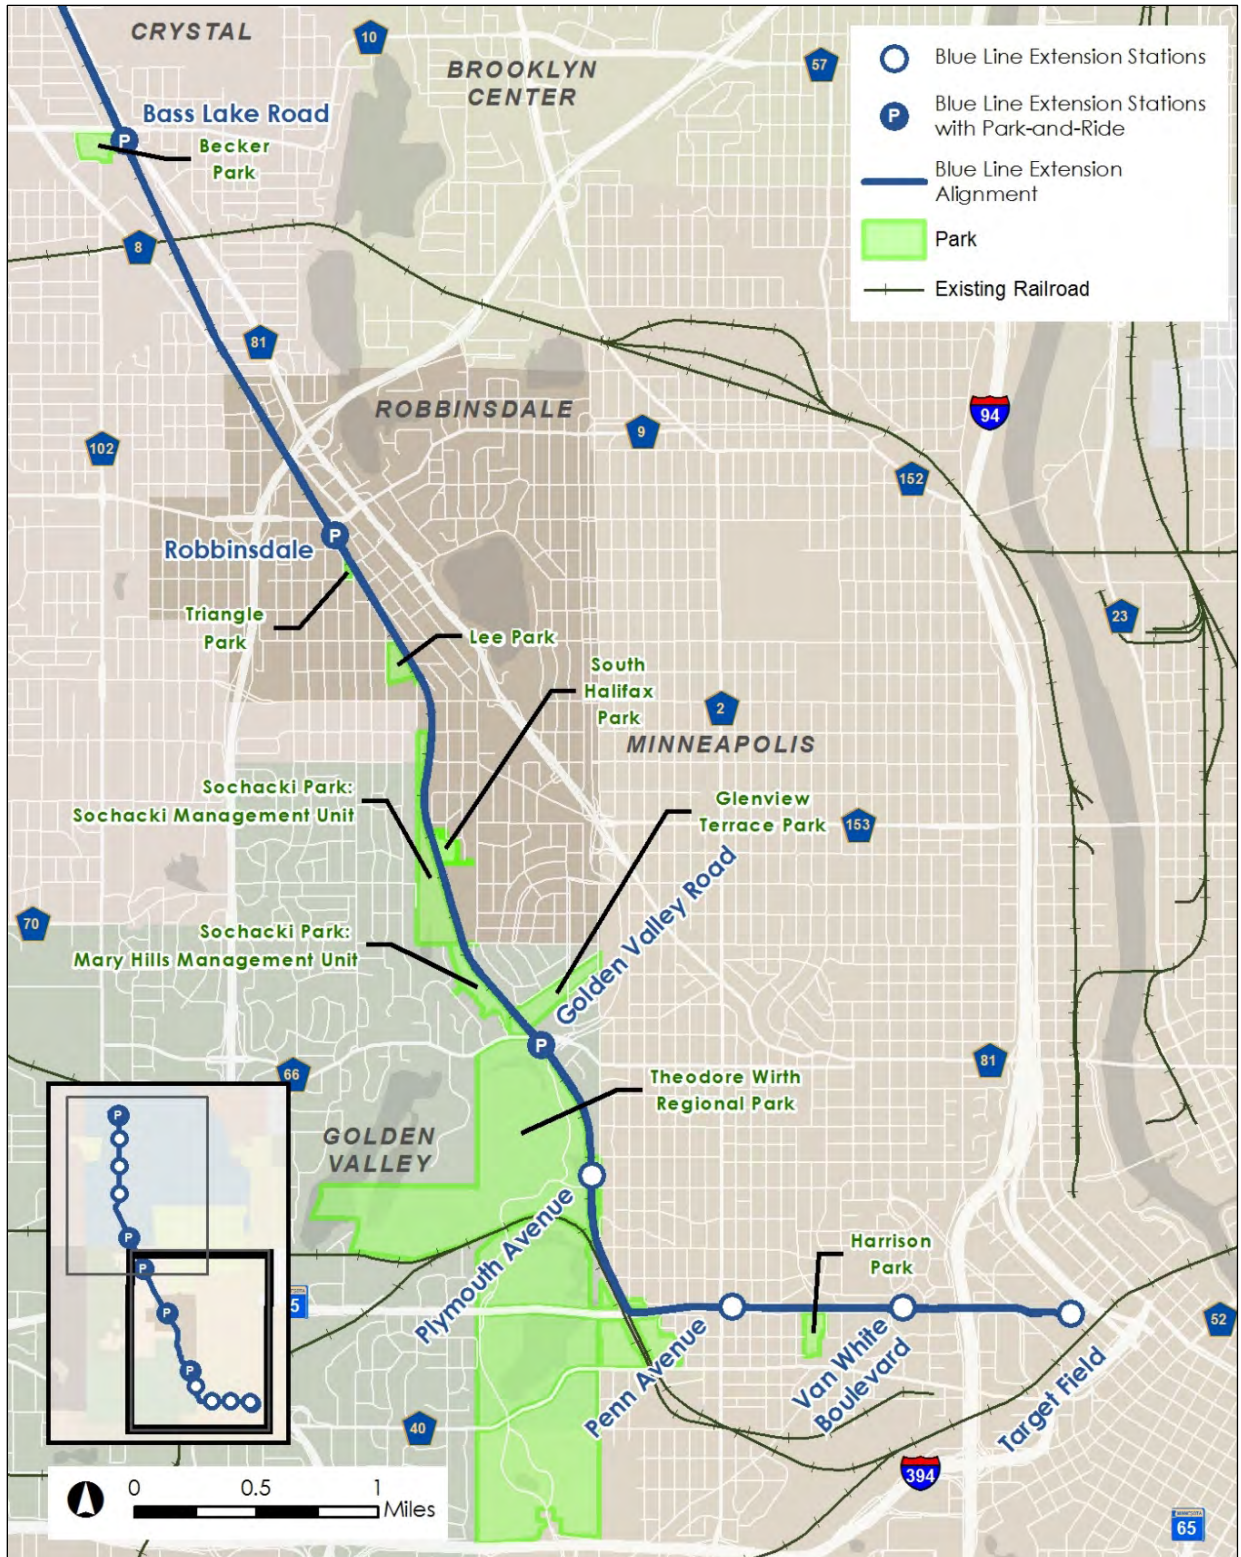 CRYSTAL
10
BROOKLYN
CENTER
57
Blue Line Extension Stations
P
Blue Line Extension Stations
with Park-and-Ride
Blue Line Extension
Alignment
Park
Existing Railroad
Bass Lake Road
P
Becker
Park
8
81
ROBBINSDALE
94
9
102
152
P
Robbinsdale
Triangle
Park
Lee Park
23
South
Halifax
Park
2
MINNEAPOLIS
Sochacki Park:
Sochacki Management Unit
Glenview
Terrace Park
153
Golden Valley Road
70
Sochacki Park:
Mary Hills Management Unit
P
66
81
Theodore Wirth
Regional Park
GOLDEN
VALLEY
P
P
P
P
P
Plymouth Avenue
Harrison
Park
5
52
Penn Avenue
Van White
Boulevard
Target Field
40
394
MINNESOTA
65
0 0.5 1
Miles